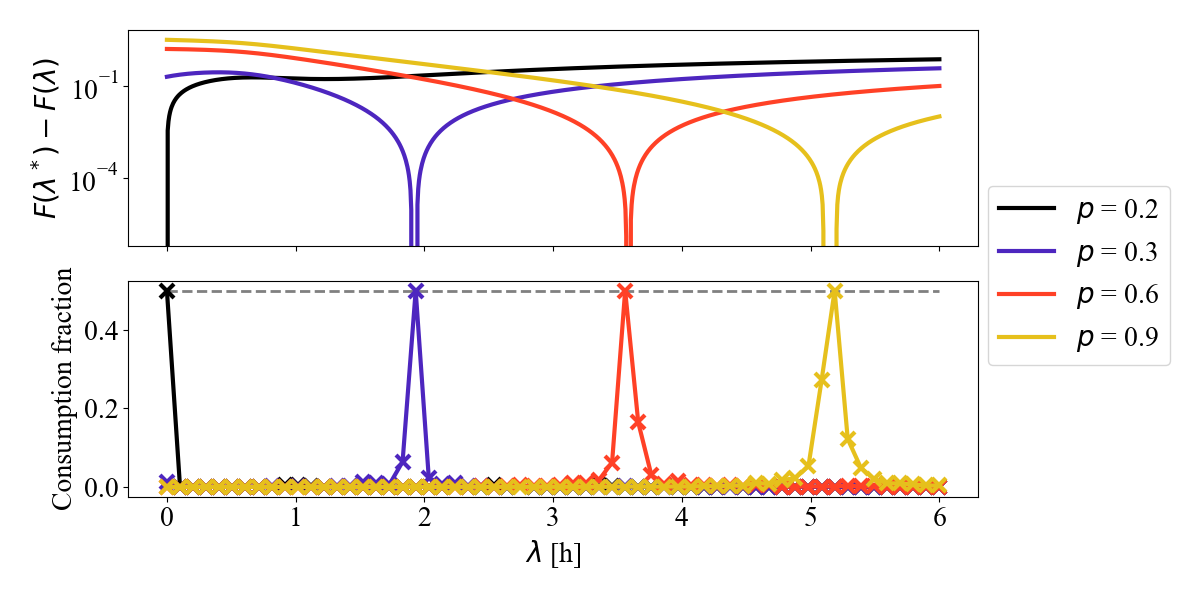 F(λ*) − F(λ)
10⁻¹
10⁻⁴
Consumption fraction
0.4
0.2
0.0
0 1 2 3 4 5 6
λ [h]
p = 0.2
p = 0.3
p = 0.6
p = 0.9